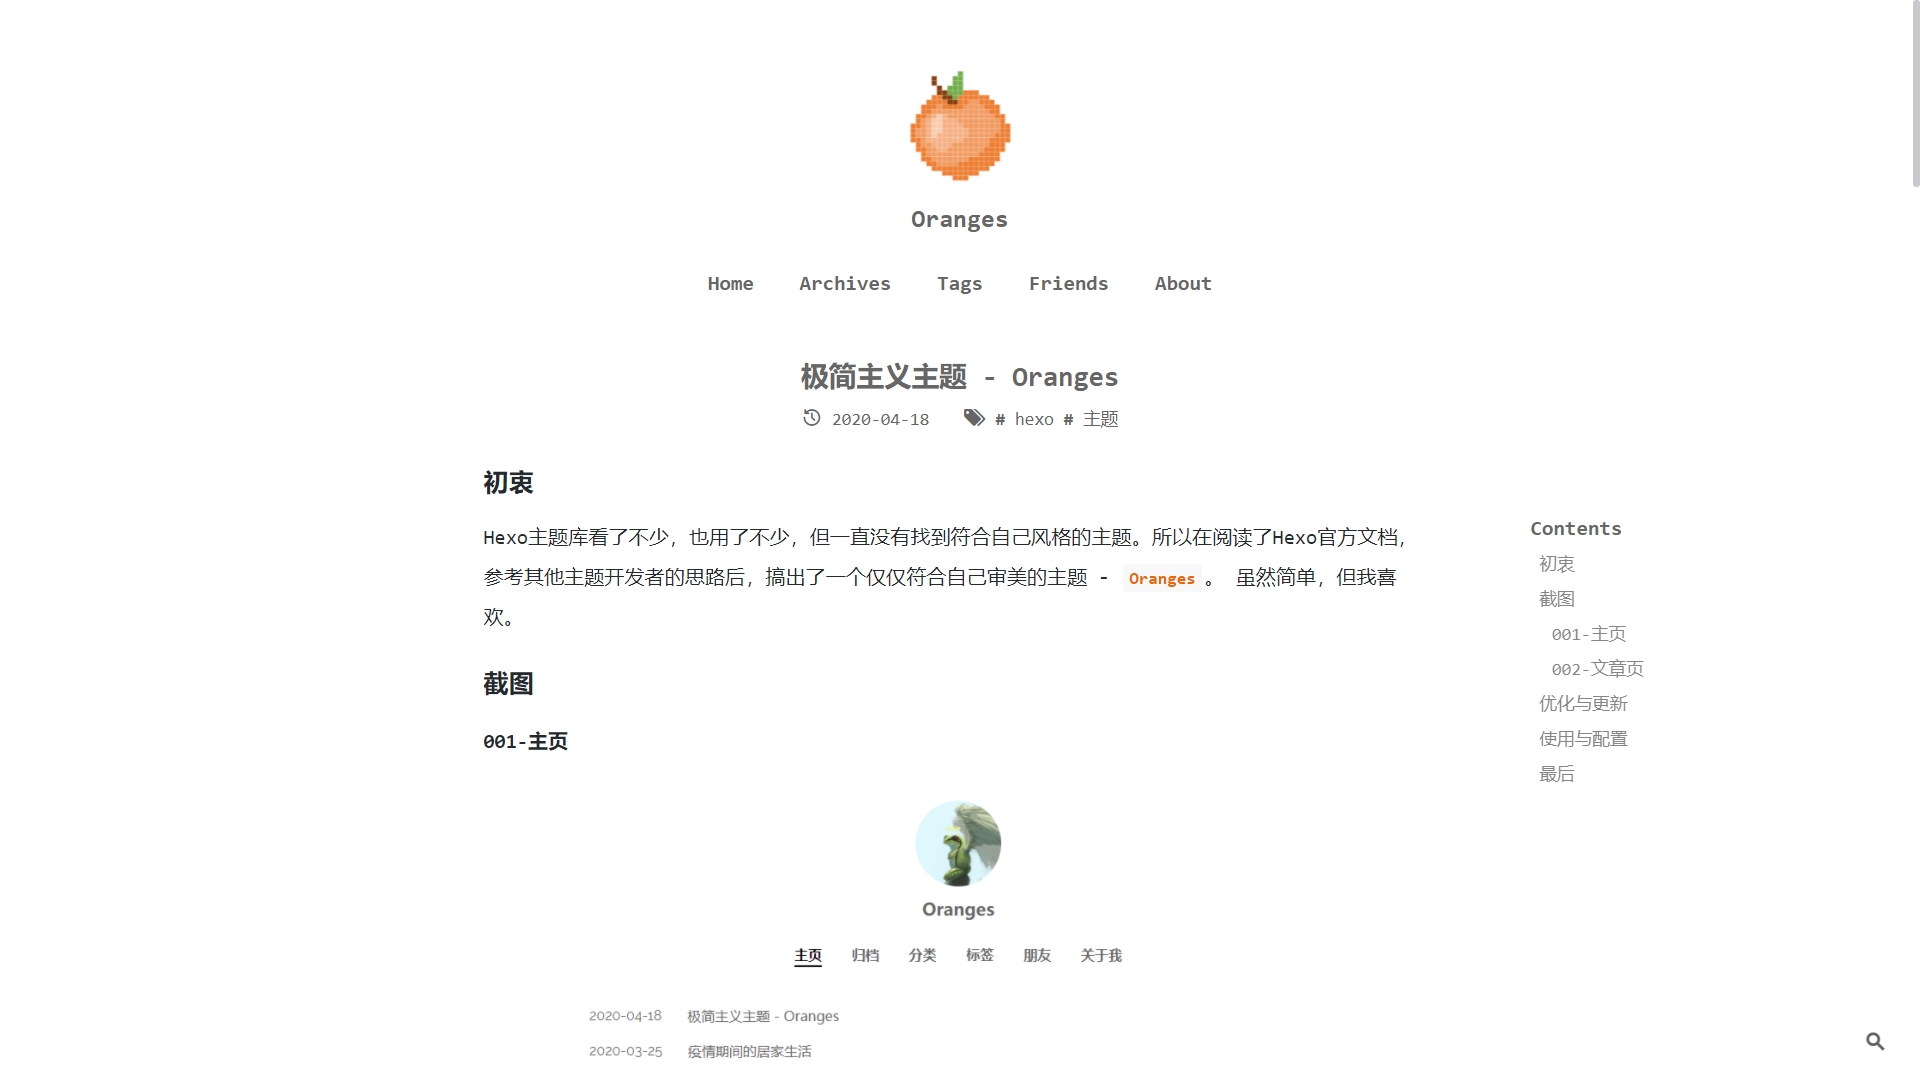 Oranges
Home Archives Tags Friends About
极简主义主题 - Oranges
2020-04-18 # hexo # 主题
初衷
Hexo主题库看了不少，也用了不少，但一直没有找到符合自己风格的主题。所以在阅读了Hexo官方文档，
参考其他主题开发者的思路后，搞出了一个仅仅符合自己审美的主题 - Oranges 。 虽然简单，但我喜
欢。
截图
001-主页
Oranges
主页 归档 分类 标签 朋友 关于我
2020-04-18 极简主义主题 - Oranges
2020-03-25 疫情期间的居家生活
Contents
初衷
截图
001-主页
002-文章页
优化与更新
使用与配置
最后